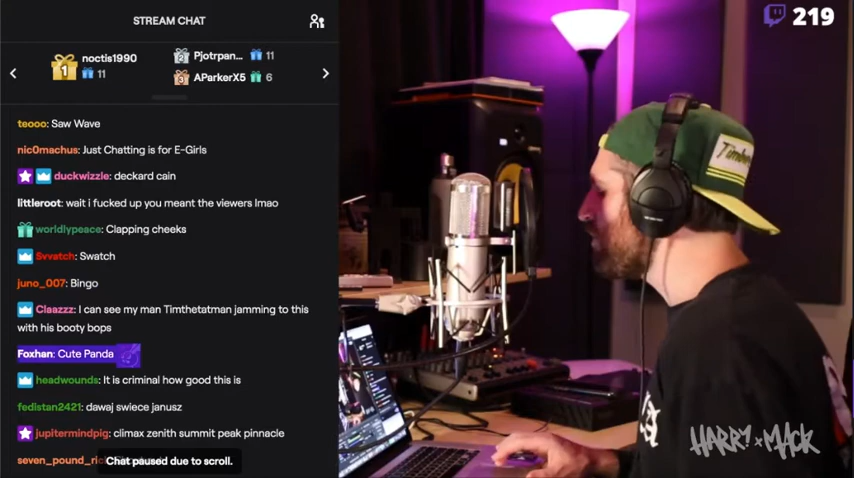 STREAM CHAT
219
noctis1990
11
Pjotrpan... 11
AParkerX5 6
teooo: Saw Wave
nic0machus: Just Chatting is for E-Girls
duckwizzle: deckard cain
littleroot: wait i fucked up you meant the viewers lmao
worldlypeace: Clapping cheeks
Svvatch: Swatch
juno_007: Bingo
Claazzz: I can see my man Timthetatman jamming to this
with his booty bops
Foxhan: Cute Panda
headwounds: It is criminal how good this is
fedistan2421: dawaj swiece janusz
jupitermindpig: climax zenith summit peak pinnacle
Chat paused due to scroll.
HARRY x MACK